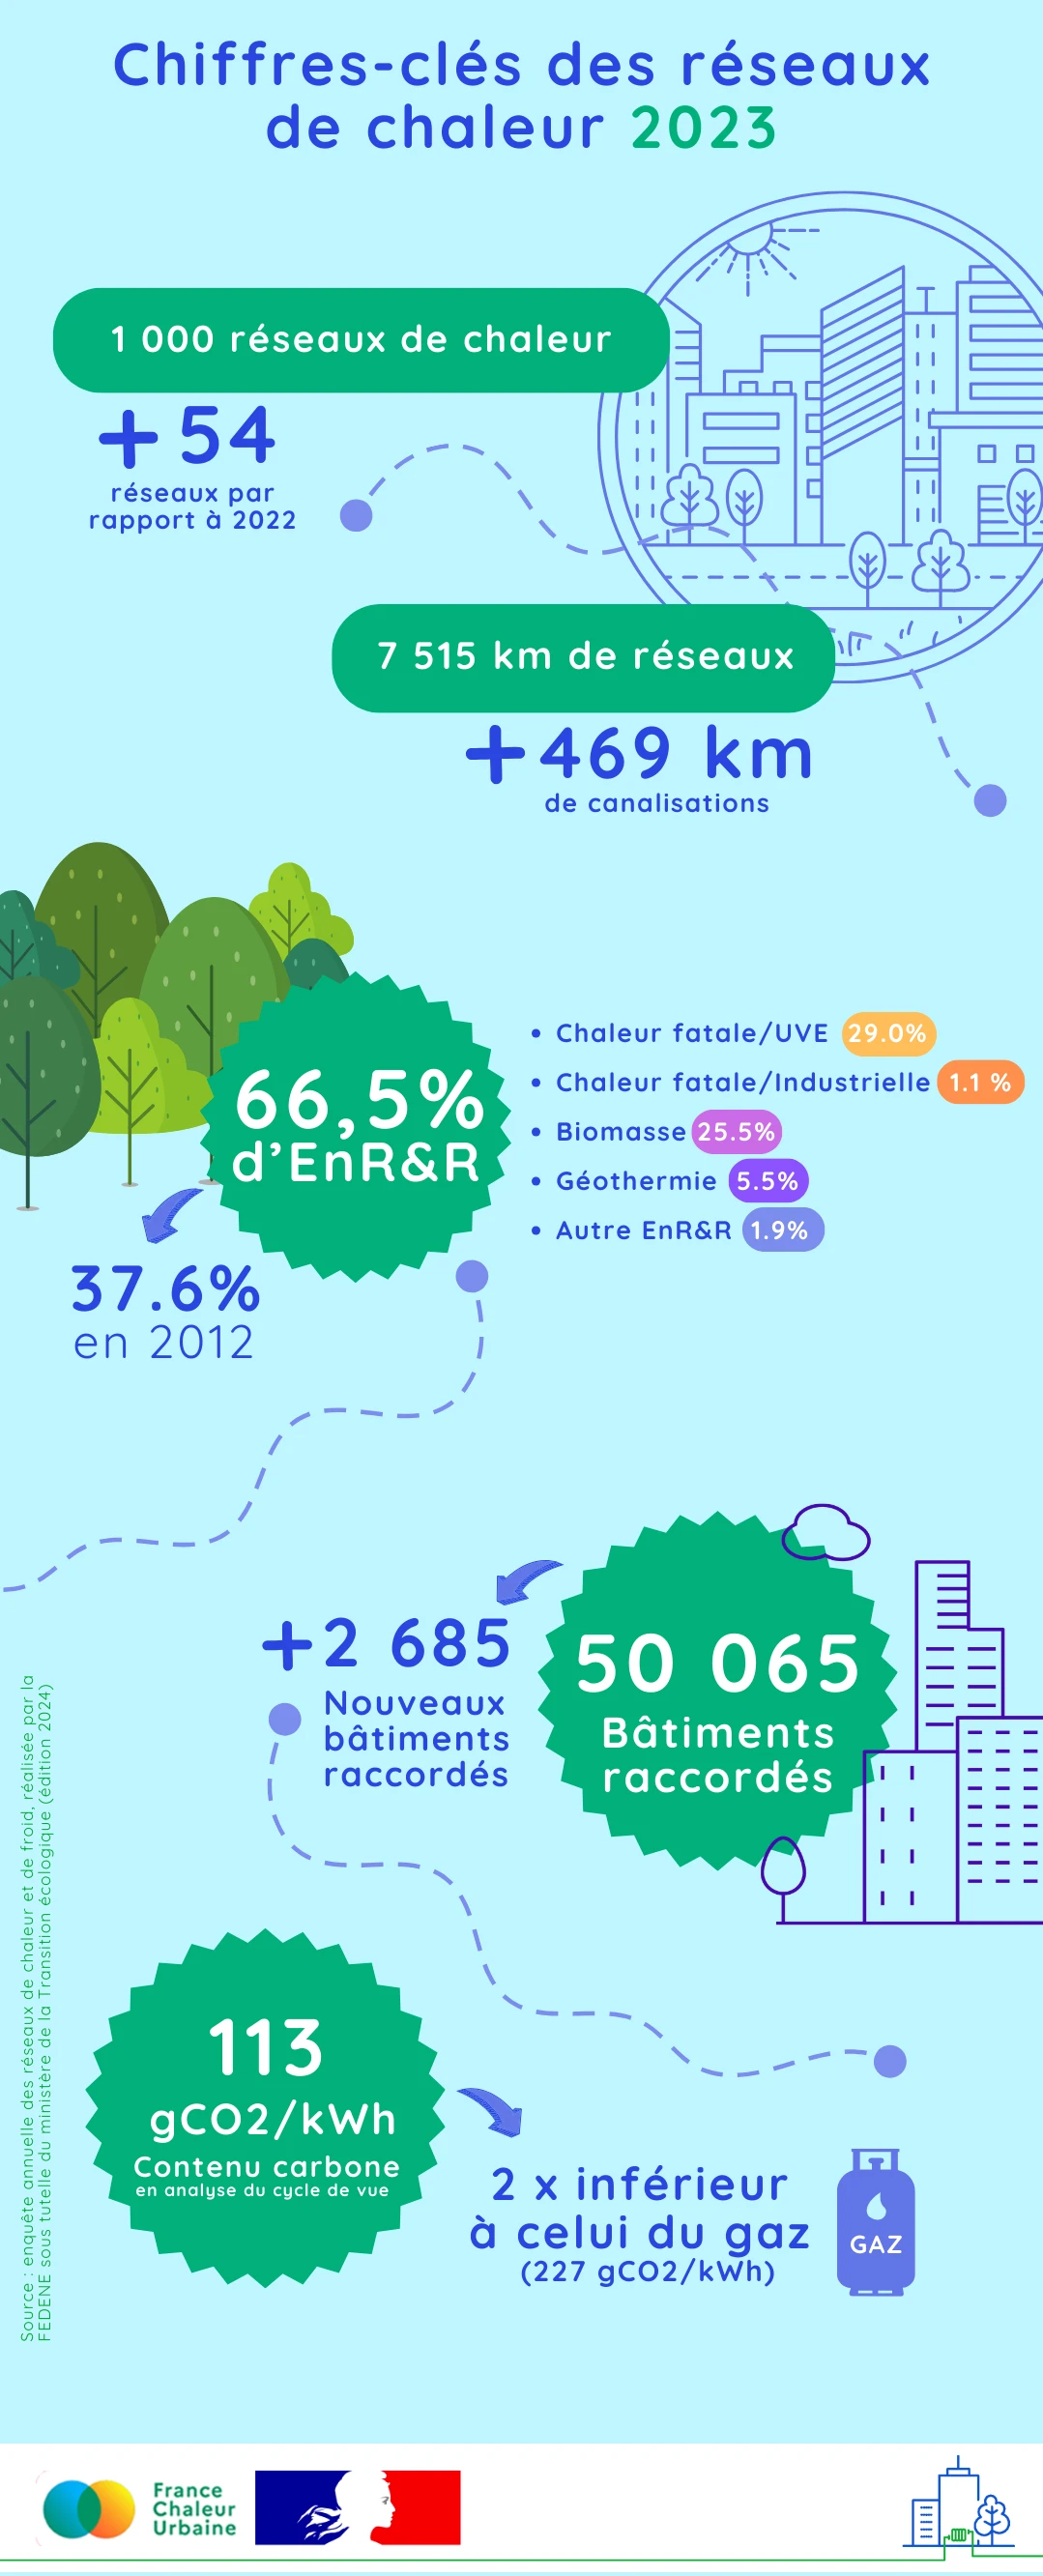 Chiffres-clés des réseaux
de chaleur 2023
1 000 réseaux de chaleur
+ 54
réseaux par
rapport à 2022
7 515 km de réseaux
+ 469 km
de canalisations
66,5%
d’EnR&R
• Chaleur fatale/UVE 29.0%
• Chaleur fatale/Industrielle 1.1 %
• Biomasse 25.5%
• Géothermie 5.5%
• Autre EnR&R 1.9%
37.6%
en 2012
+2 685
Nouveaux
bâtiments
raccordés
50 065
Bâtiments
raccordés
113
gCO2/kWh
Contenu carbone
en analyse du cycle de vue
2 x inférieur
à celui du gaz
(227 gCO2/kWh)
GAZ
Source : enquête annuelle des réseaux de chaleur et de froid, réalisée par la
FEDENE sous tutelle du ministère de la Transition écologique (édition 2024)
France
Chaleur
Urbaine